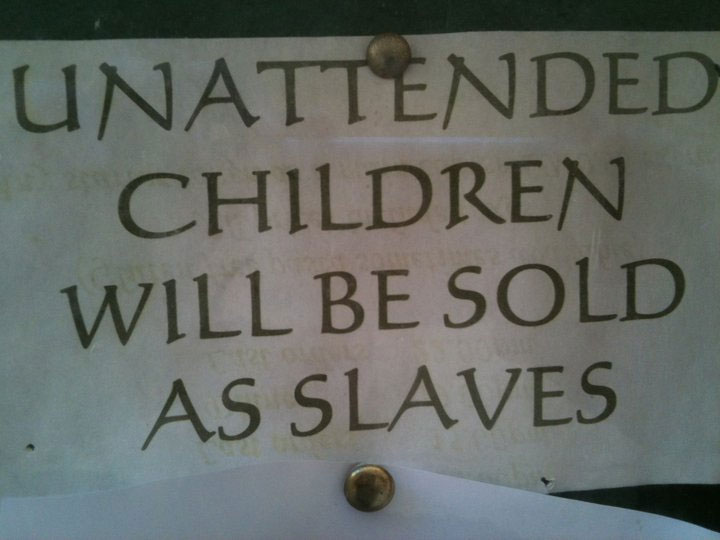 UNATTENDED
CHILDREN
WILL BE SOLD
AS SLAVES